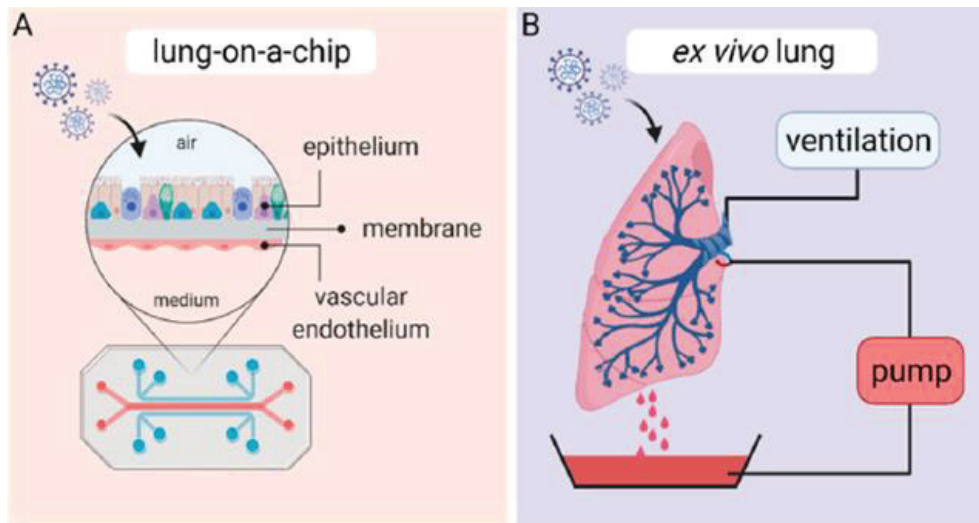 A
lung-on-a-chip
air
epithelium
membrane
medium
vascular
endothelium
B
ex vivo lung
ventilation
pump